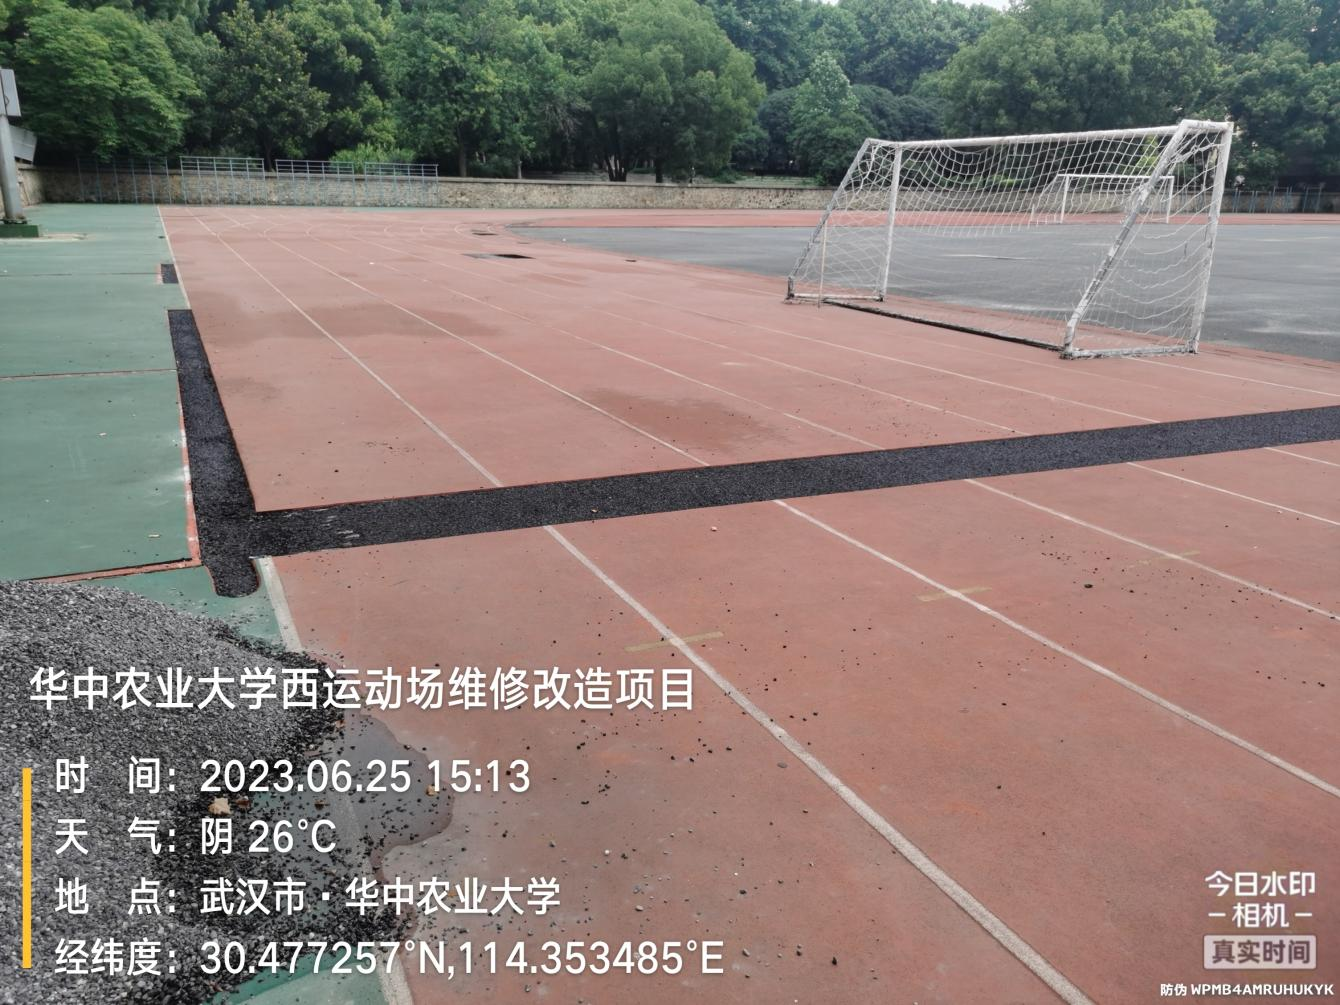 华中农业大学西运动场维修改造项目
时 间：2023.06.25 15:13
天 气：阴 26°C
地 点：武汉市·华中农业大学
经纬度：30.477257°N,114.353485°E
今日水印
-相机-
真实时间
防伪 WPMB4AMRUHUKYK